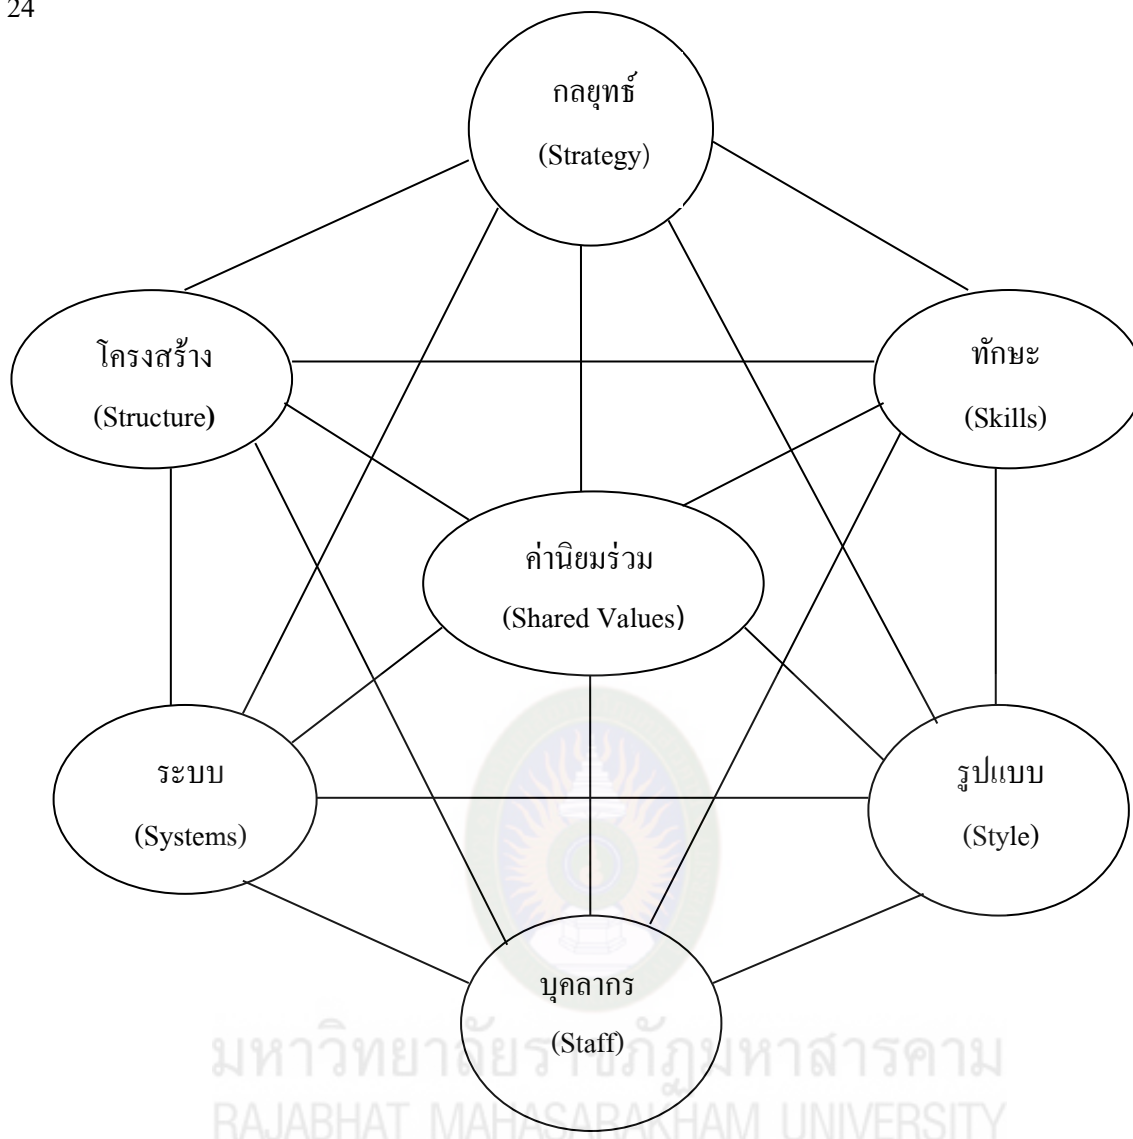 24
กลยุทธ์
(Strategy)
โครงสร้าง
(Structure)
ทักษะ
(Skills)
ค่านิยมร่วม
(Shared Values)
ระบบ
(Systems)
รูปแบบ
(Style)
บุคลากร
(Staff)
มหาวิทยาลัยราชภัฏมหาสารคาม
RAJABHAT MAHASARAKHAM UNIVERSITY